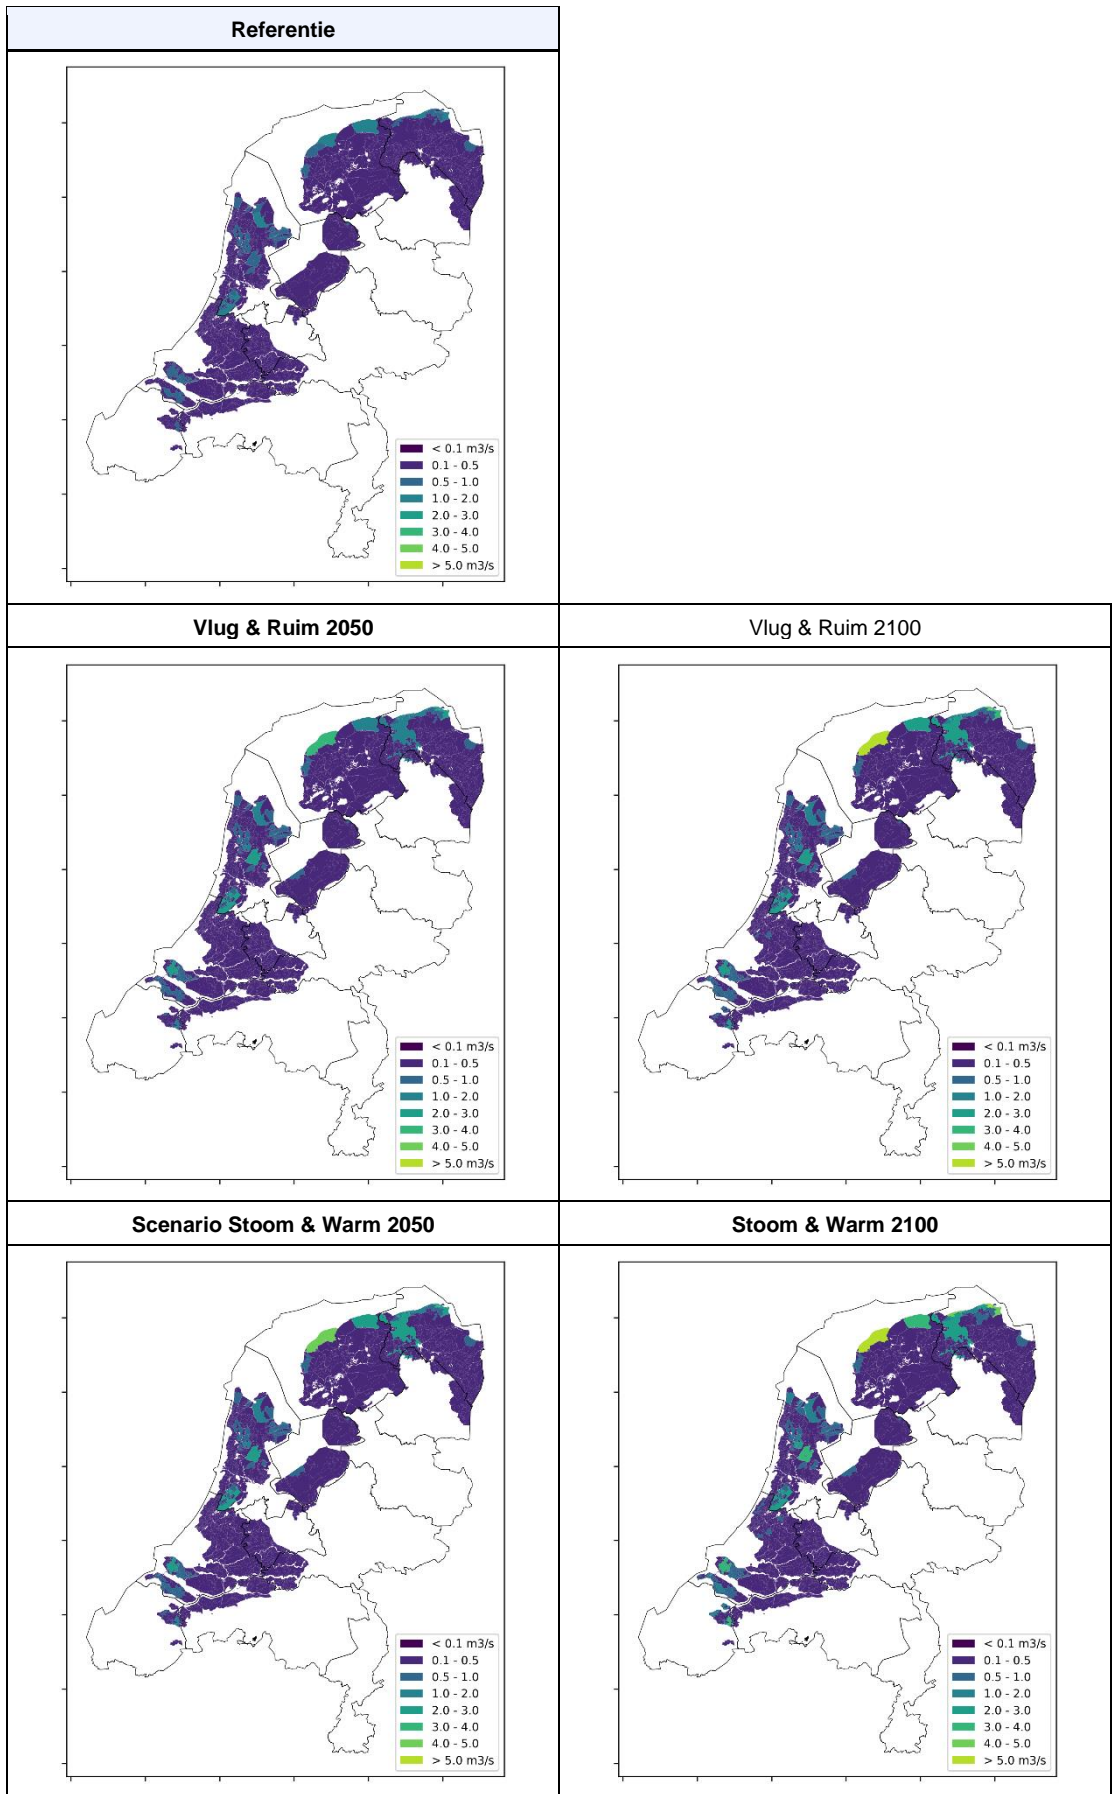 Referentie
< 0.1 m3/s
0.1 - 0.5
0.5 - 1.0
1.0 - 2.0
2.0 - 3.0
3.0 - 4.0
4.0 - 5.0
> 5.0 m3/s
Vlug & Ruim 2050
Vlug & Ruim 2100
< 0.1 m3/s
0.1 - 0.5
0.5 - 1.0
1.0 - 2.0
2.0 - 3.0
3.0 - 4.0
4.0 - 5.0
> 5.0 m3/s
< 0.1 m3/s
0.1 - 0.5
0.5 - 1.0
1.0 - 2.0
2.0 - 3.0
3.0 - 4.0
4.0 - 5.0
> 5.0 m3/s
Scenario Stoom & Warm 2050
Stoom & Warm 2100
< 0.1 m3/s
0.1 - 0.5
0.5 - 1.0
1.0 - 2.0
2.0 - 3.0
3.0 - 4.0
4.0 - 5.0
> 5.0 m3/s
< 0.1 m3/s
0.1 - 0.5
0.5 - 1.0
1.0 - 2.0
2.0 - 3.0
3.0 - 4.0
4.0 - 5.0
> 5.0 m3/s